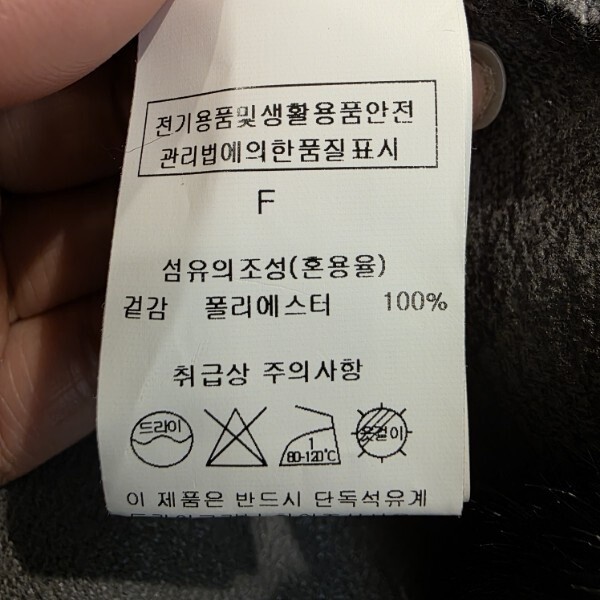 전기용품및생활용품안전
관리법에의한품질표시
F
섬유의조성(혼용율)
겉감 폴리에스터 100%
취급상 주의사항
드라이
1
80-120℃
옷걸이
이 제품은 반드시 단독석유계